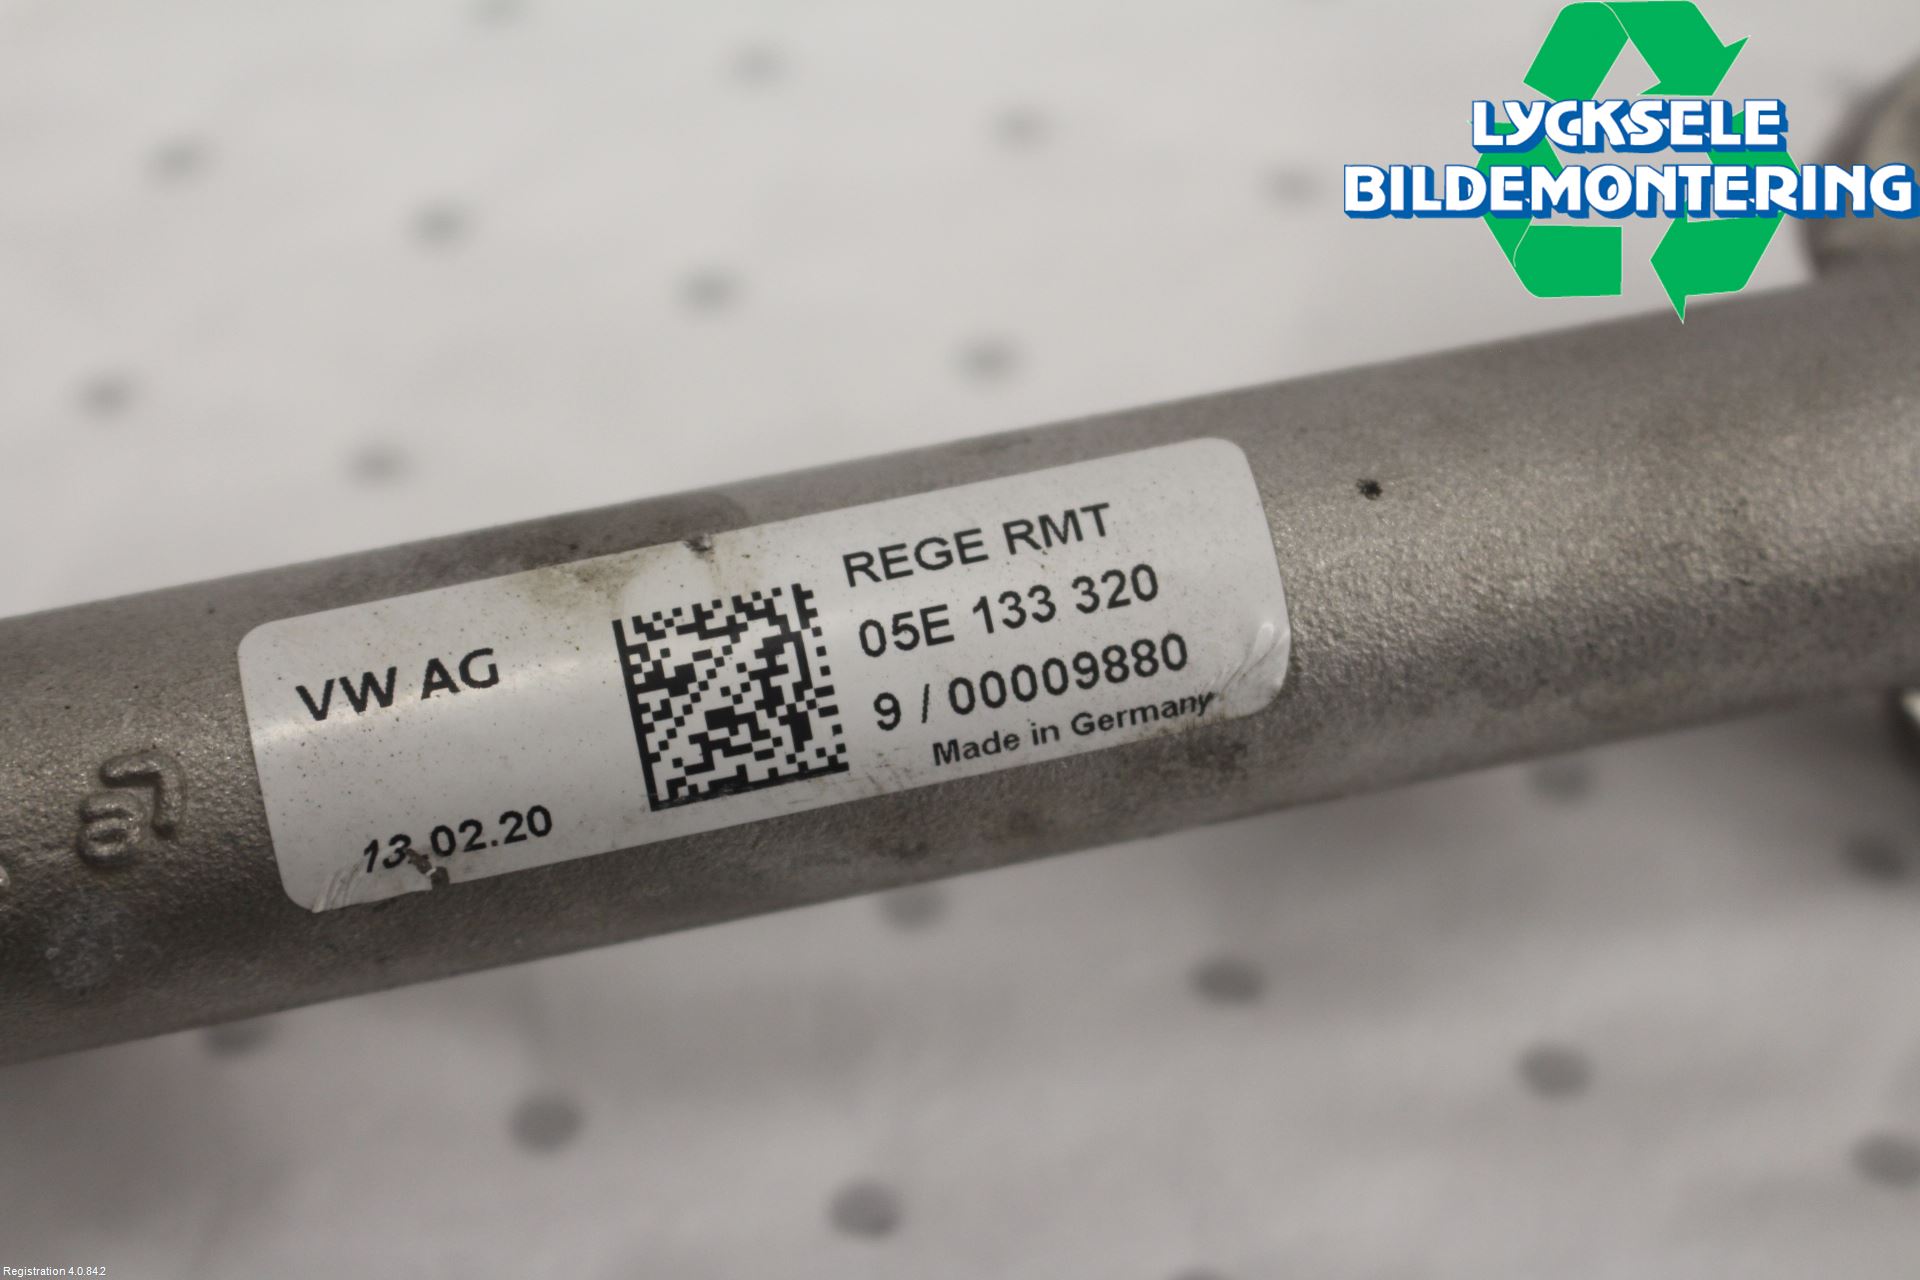 LYCKSELE
BILDEMONTERING
VW AG
13.02.20
REGE RMT
05E 133 320
9 / 00009880
Made in Germany
Registration 4.0.84.2